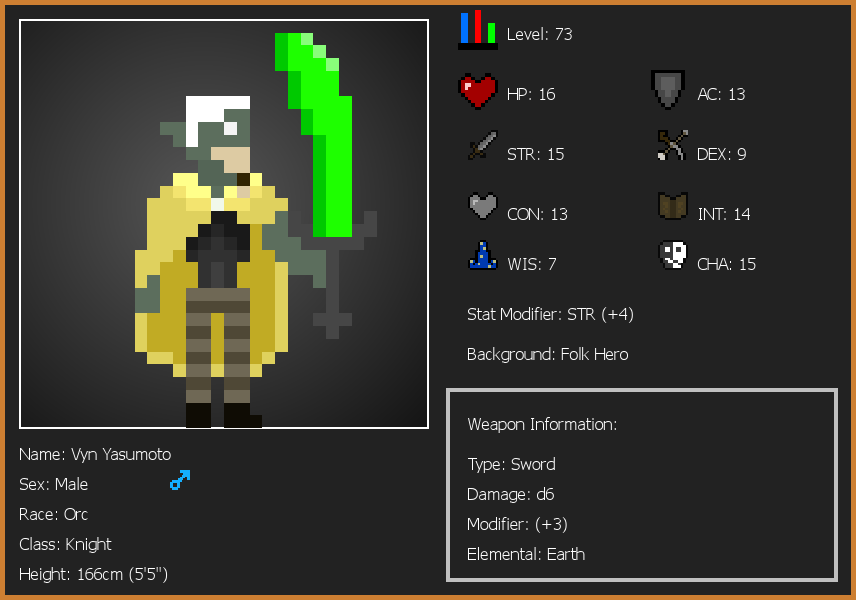 Level: 73
HP: 16
AC: 13
STR: 15
DEX: 9
CON: 13
INT: 14
WIS: 7
CHA: 15
Stat Modifier: STR (+4)
Background: Folk Hero
Weapon Information:
Type: Sword
Damage: d6
Modifier: (+3)
Elemental: Earth
Name: Vyn Yasumoto
Sex: Male
Race: Orc
Class: Knight
Height: 166cm (5'5")